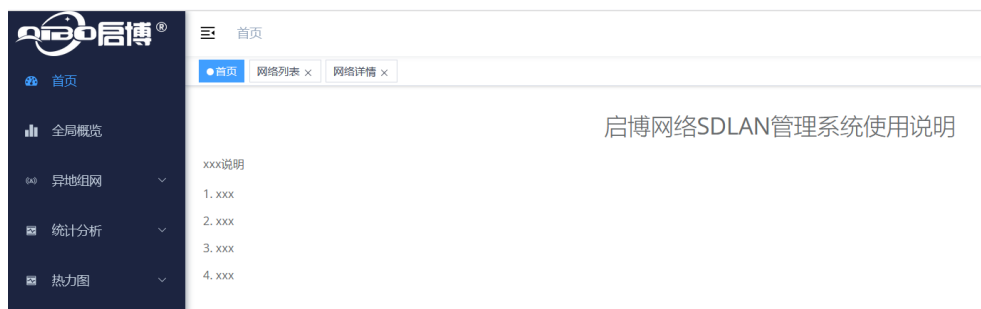 QiBO启博®
首页
全局概览
异地组网
统计分析
热力图
首页
首页 网络列表 × 网络详情 ×
启博网络SDLAN管理系统使用说明
xxx说明
1. xxx
2. xxx
3. xxx
4. xxx